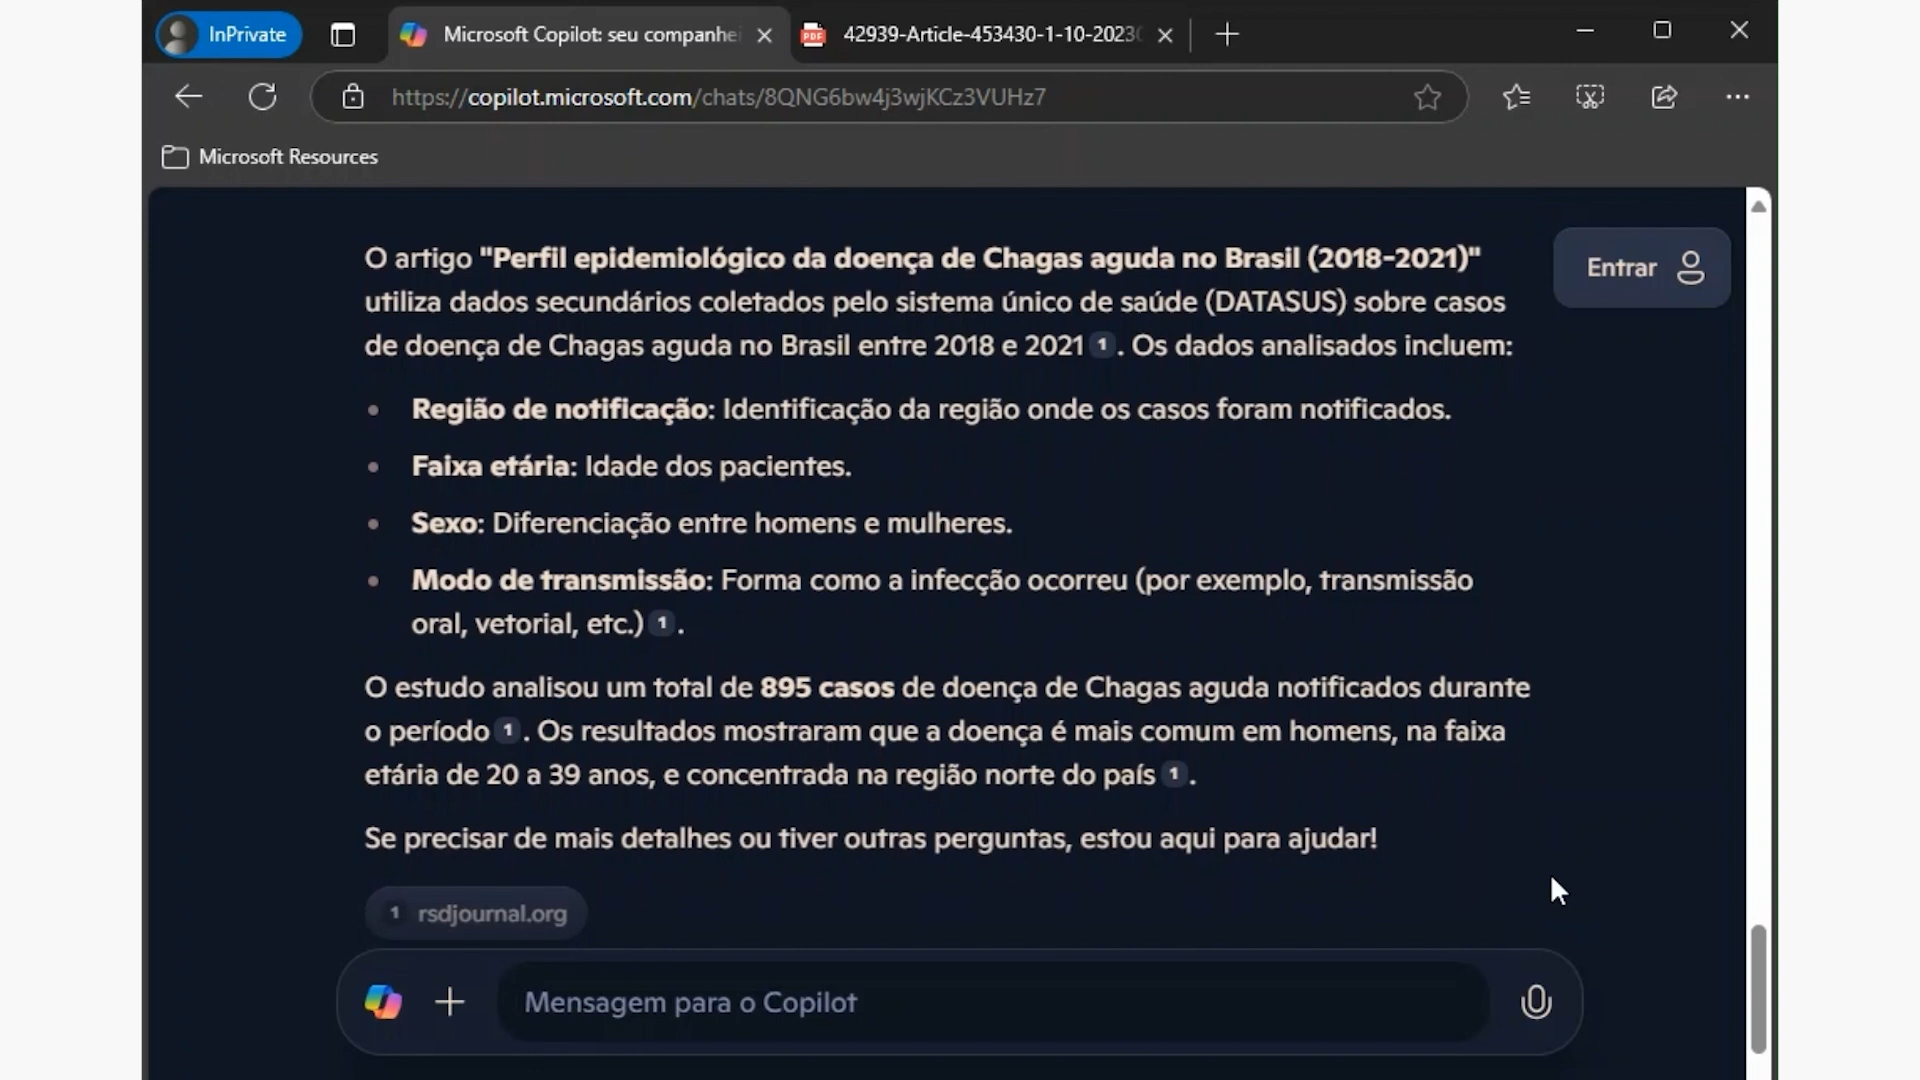 InPrivate
Microsoft Copilot: seu companhei
42939-Article-453430-1-10-2023
https://copilot.microsoft.com/chats/8QNG6bw4j3wjKCz3VUHz7
Microsoft Resources
Entrar
O artigo "Perfil epidemiológico da doença de Chagas aguda no Brasil (2018-2021)"
utiliza dados secundários coletados pelo sistema único de saúde (DATASUS) sobre casos
de doença de Chagas aguda no Brasil entre 2018 e 2021 1. Os dados analisados incluem:
• Região de notificação: Identificação da região onde os casos foram notificados.
• Faixa etária: Idade dos pacientes.
• Sexo: Diferenciação entre homens e mulheres.
• Modo de transmissão: Forma como a infecção ocorreu (por exemplo, transmissão
oral, vetorial, etc.) 1.
O estudo analisou um total de 895 casos de doença de Chagas aguda notificados durante
o período 1. Os resultados mostraram que a doença é mais comum em homens, na faixa
etária de 20 a 39 anos, e concentrada na região norte do país 1.
Se precisar de mais detalhes ou tiver outras perguntas, estou aqui para ajudar!
1 rsdjournal.org
Mensagem para o Copilot